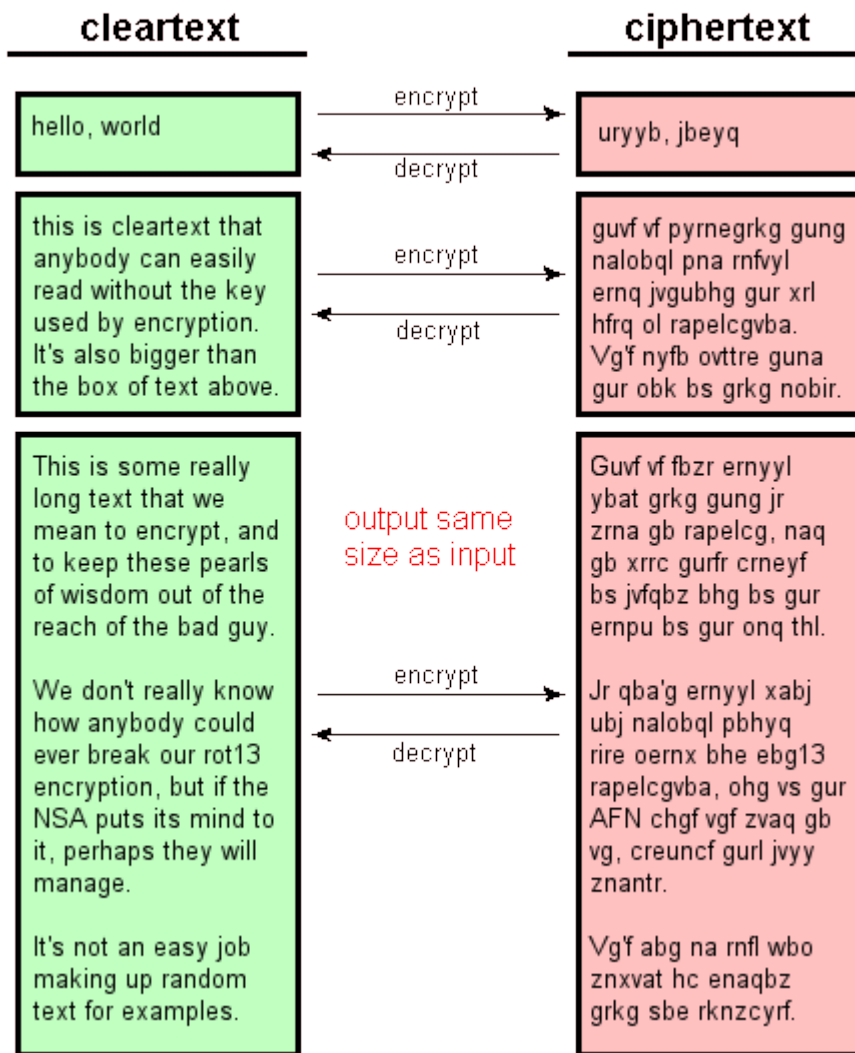 cleartext
ciphertext
hello, world
encrypt
decrypt
uryyb, jbeyq
this is cleartext that
anybody can easily
read without the key
used by encryption.
It's also bigger than
the box of text above.
encrypt
decrypt
guvf vf pyrnegrkg gung
nalobql pna rnfvyl
ernq jvgubhg gur xrl
hfrq ol rapelcgvba.
Vg'f nyfb ovttre guna
gur obk bs grkg nobir.
This is some really
long text that we
mean to encrypt, and
to keep these pearls
of wisdom out of the
reach of the bad guy.
We don't really know
how anybody could
ever break our rot13
encryption, but if the
NSA puts its mind to
it, perhaps they will
manage.
It's not an easy job
making up random
text for examples.
output same
size as input
encrypt
decrypt
Guvf vf fbzr ernyyl
ybat grkg gung jr
zrna gb rapelcg, naq
gb xrrc gurfr crneyf
bs jvfqbz bhg bs gur
ernpu bs gur onq thl.
Jr qba'g ernyyl xabj
ubj nalobql pbhyq
rire oernx bhe ebg13
rapelcgvba, ohg vs gur
AFN chgf vgf zvaq gb
vg, creuncf gurl jvyy
znantr.
Vg'f abg na rnfl wbo
znxvat hc enaqbz
grkg sbe rknzcyrf.